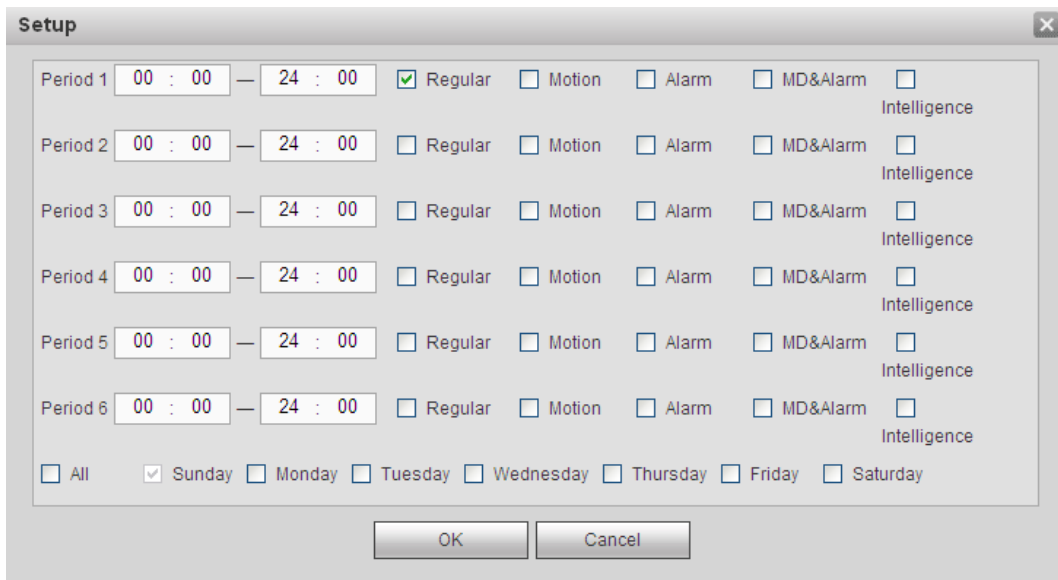 Setup
Period 1 00 : 00 — 24 : 00 Regular Motion Alarm MD&Alarm
Intelligence
Period 2 00 : 00 — 24 : 00 Regular Motion Alarm MD&Alarm
Intelligence
Period 3 00 : 00 — 24 : 00 Regular Motion Alarm MD&Alarm
Intelligence
Period 4 00 : 00 — 24 : 00 Regular Motion Alarm MD&Alarm
Intelligence
Period 5 00 : 00 — 24 : 00 Regular Motion Alarm MD&Alarm
Intelligence
Period 6 00 : 00 — 24 : 00 Regular Motion Alarm MD&Alarm
Intelligence
All Sunday Monday Tuesday Wednesday Thursday Friday Saturday
OK Cancel